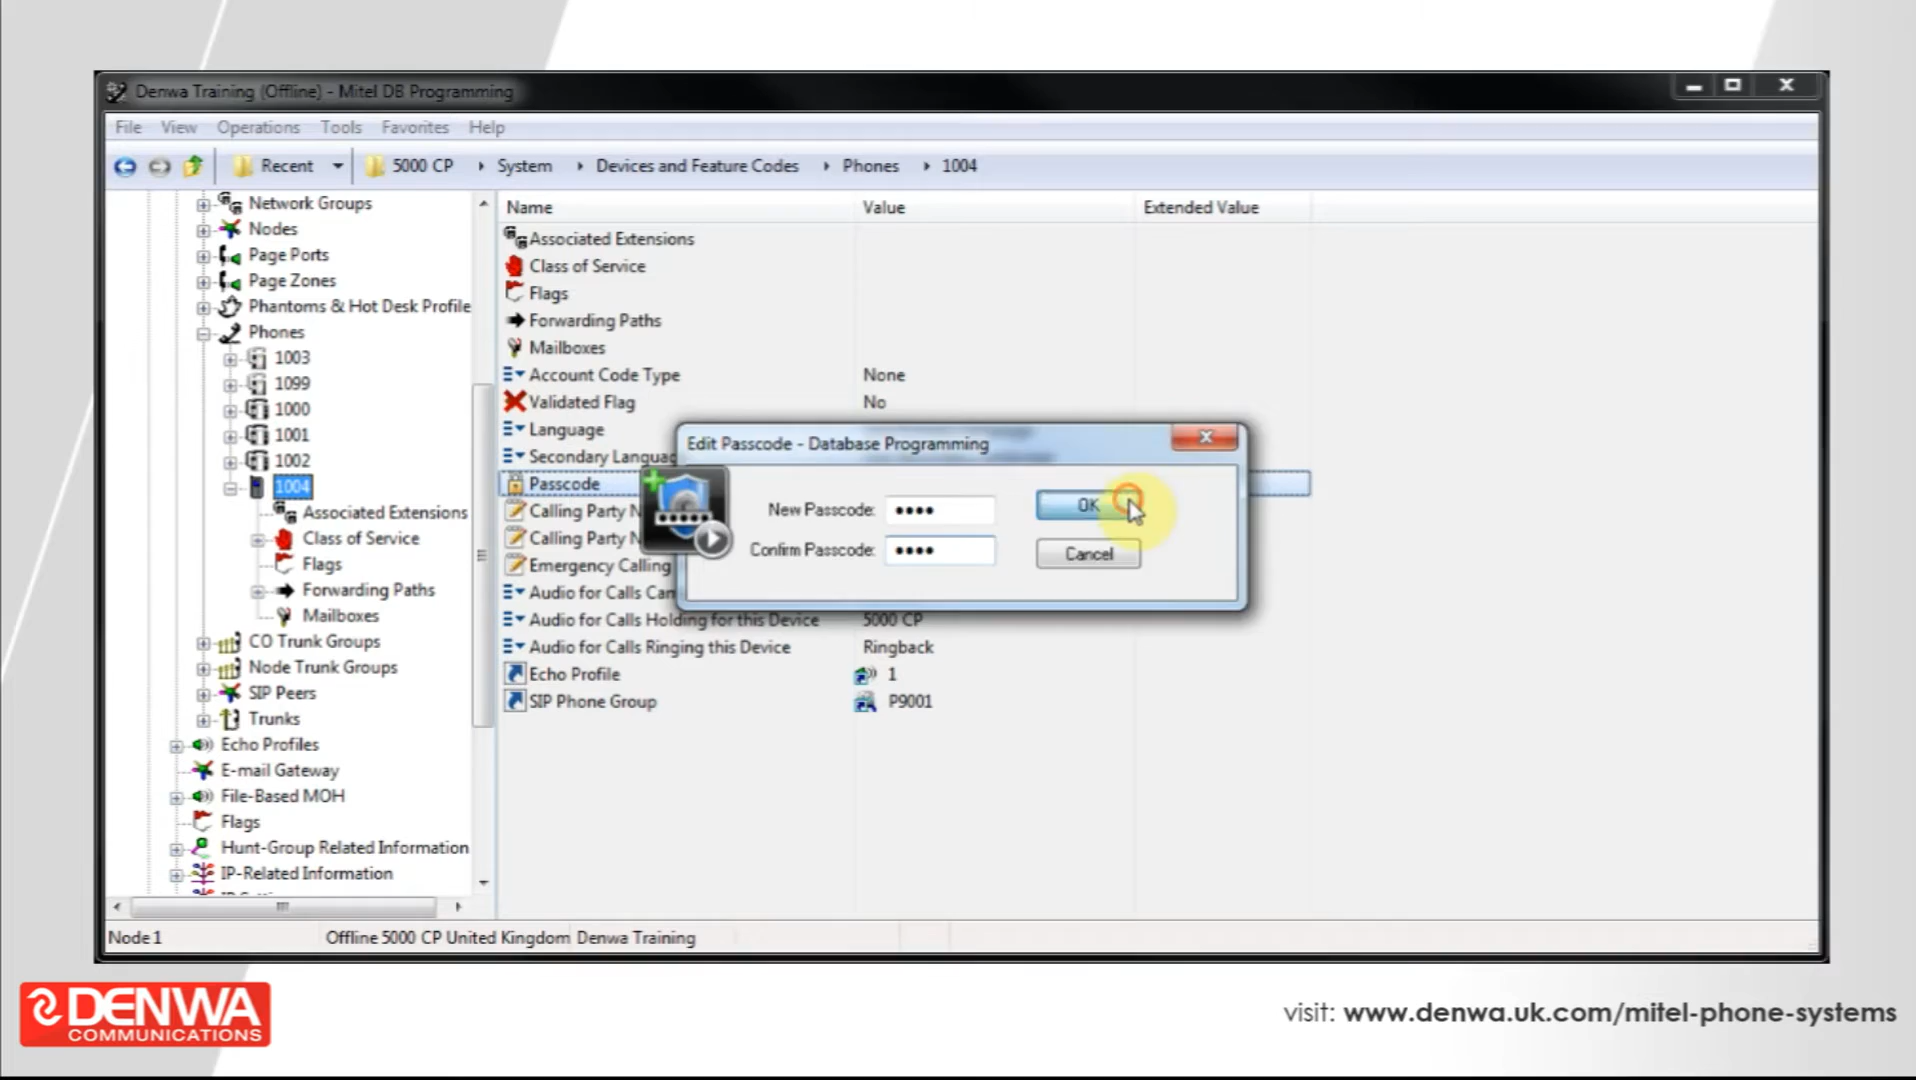 Denwa Training (Offline) - Mitel DB Programming
File View Operations Tools Favorites Help
Recent 5000 CP System Devices and Feature Codes Phones 1004
Network Groups
Nodes
Page Ports
Page Zones
Phantoms & Hot Desk Profile
Phones
1003
1099
1000
1001
1002
1004
Associated Extensions
Class of Service
Flags
Forwarding Paths
Mailboxes
CO Trunk Groups
Node Trunk Groups
SIP Peers
Trunks
Echo Profiles
E-mail Gateway
File-Based MOH
Flags
Hunt-Group Related Information
IP-Related Information
Name Value Extended Value
Associated Extensions
Class of Service
Flags
Forwarding Paths
Mailboxes
Account Code Type None
Validated Flag No
Language
Secondary Languag
Passcode
Calling Party N
Calling Party N
Emergency Calling
Audio for Calls Cam
Audio for Calls Holding for this Device 5000 CP
Audio for Calls Ringing this Device Ringback
Echo Profile 1
SIP Phone Group P9001
Edit Passcode - Database Programming
New Passcode: ●●●● OK
Confirm Passcode: ●●●● Cancel
Node 1 Offline 5000 CP United Kingdom Denwa Training
DENWA
COMMUNICATIONS
visit: www.denwa.uk.com/mitel-phone-systems